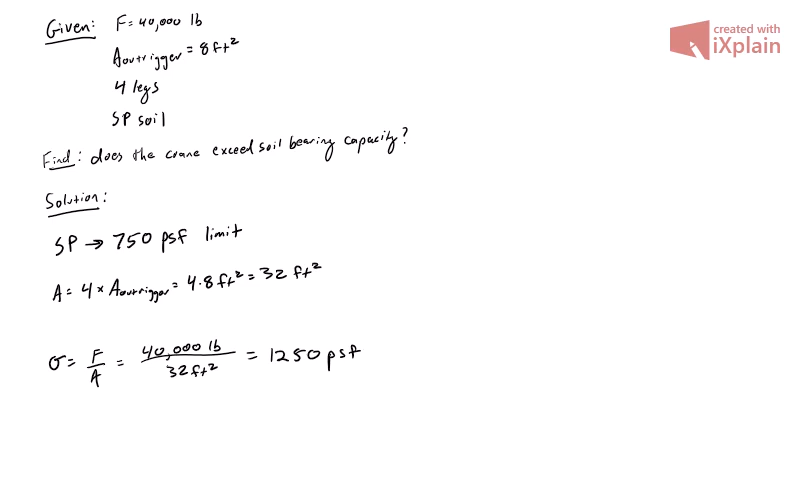 Given: F = 40,000 lb
created with
iXplain
A outrigger = 8 ft²
4 legs
SP soil
Find: does the crane exceed soil bearing capacity?
Solution:
SP → 750 psf limit
A = 4 × A outrigger = 4 · 8 ft² = 32 ft²
σ = F/A = 40,000 lb / 32 ft² = 1250 psf